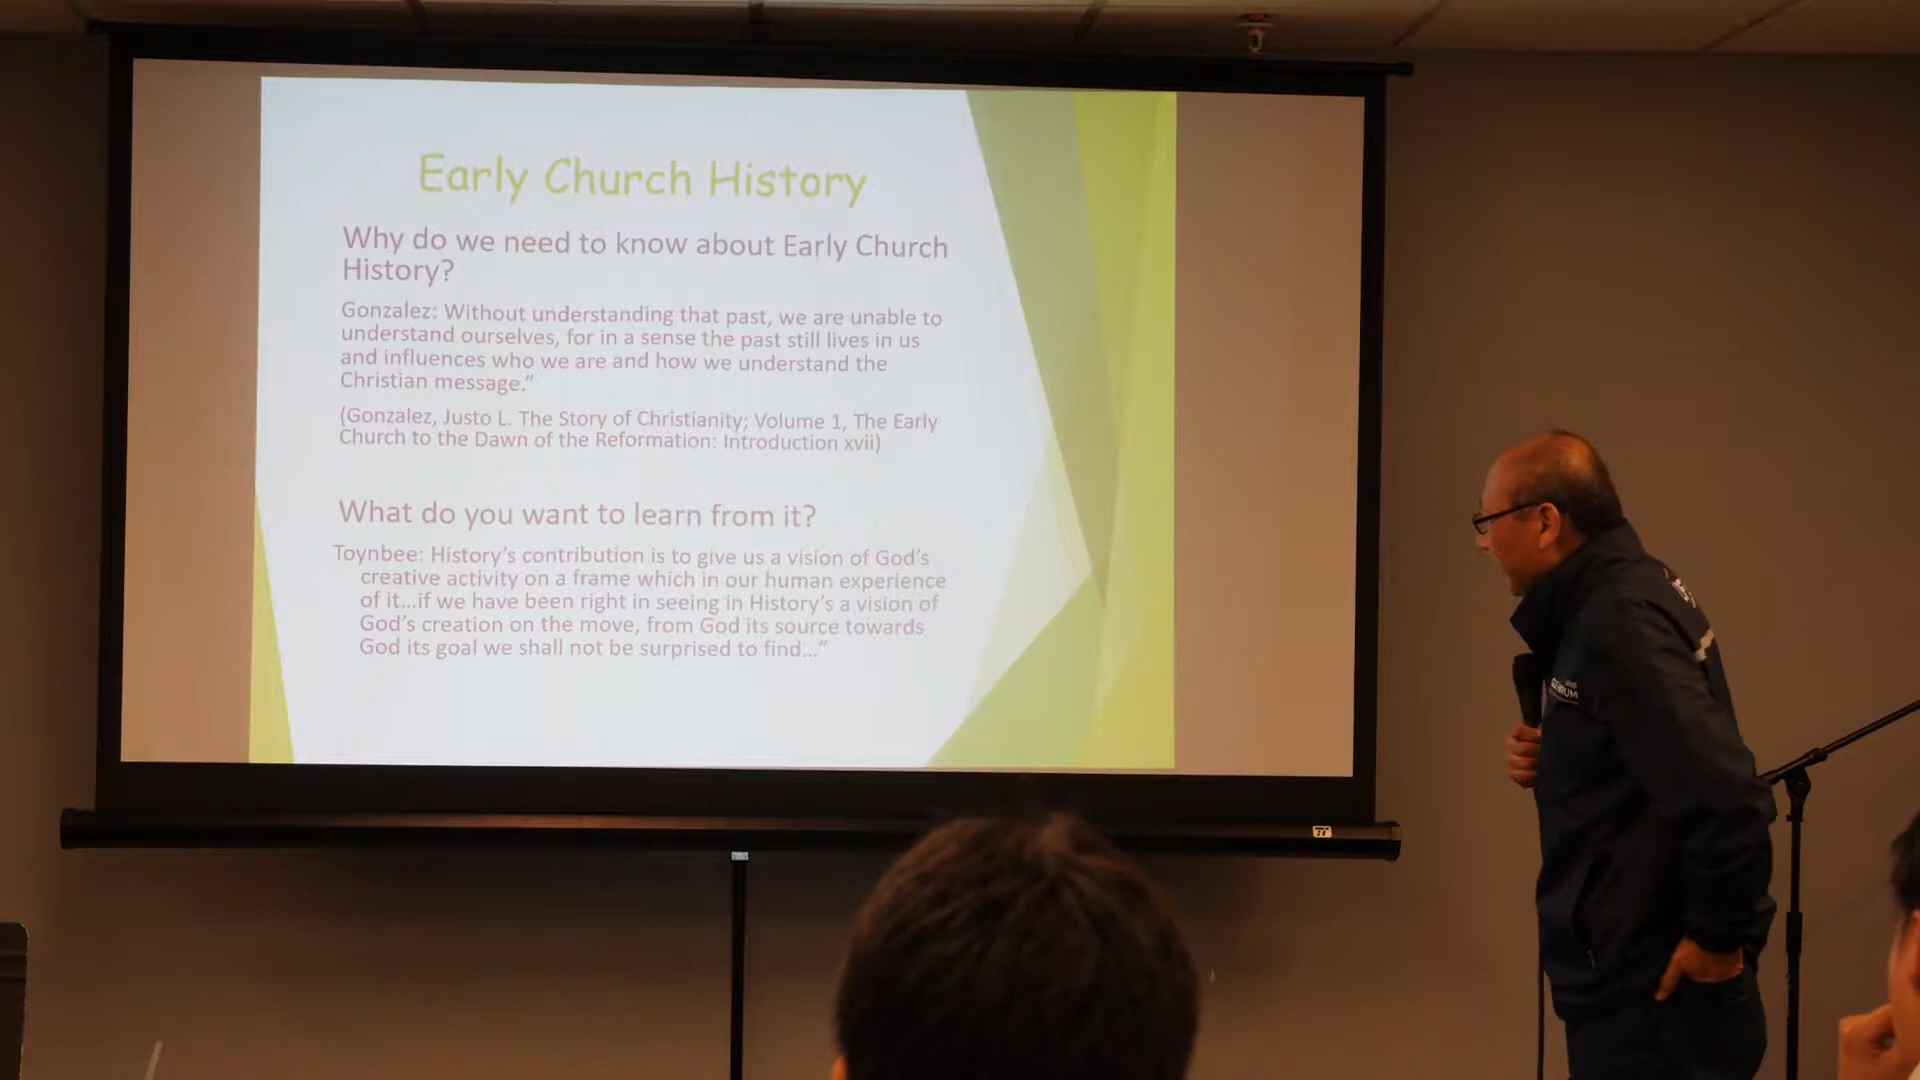 Early Church History
Why do we need to know about Early Church
History?
Gonzalez: Without understanding that past, we are unable to
understand ourselves, for in a sense the past still lives in us
and influences who we are and how we understand the
Christian message.”
(Gonzalez, Justo L. The Story of Christianity; Volume 1, The Early
Church to the Dawn of the Reformation: Introduction xvii)
What do you want to learn from it?
Toynbee: History’s contribution is to give us a vision of God’s
creative activity on a frame which in our human experience
of it...if we have been right in seeing in History’s a vision of
God’s creation on the move, from God its source towards
God its goal we shall not be surprised to find...”